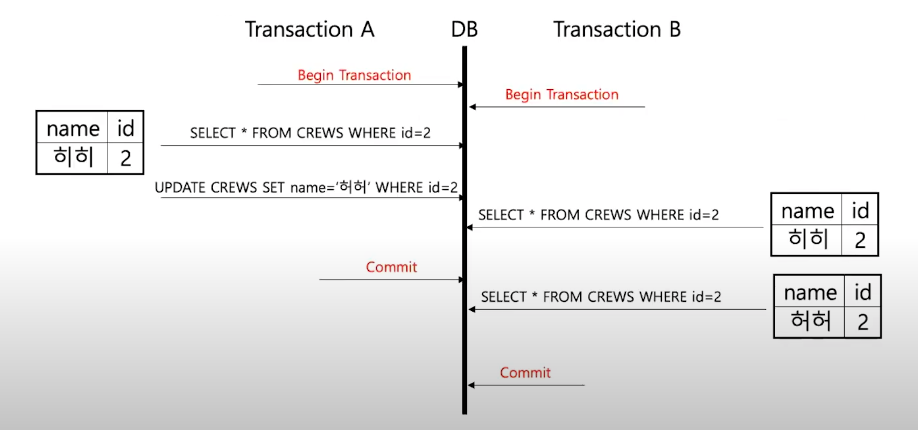 Transaction A DB Transaction B
Begin Transaction
Begin Transaction
name id
히히 2
SELECT * FROM CREWS WHERE id=2
UPDATE CREWS SET name='허허' WHERE id=2
SELECT * FROM CREWS WHERE id=2
name id
히히 2
Commit
SELECT * FROM CREWS WHERE id=2
name id
허허 2
Commit